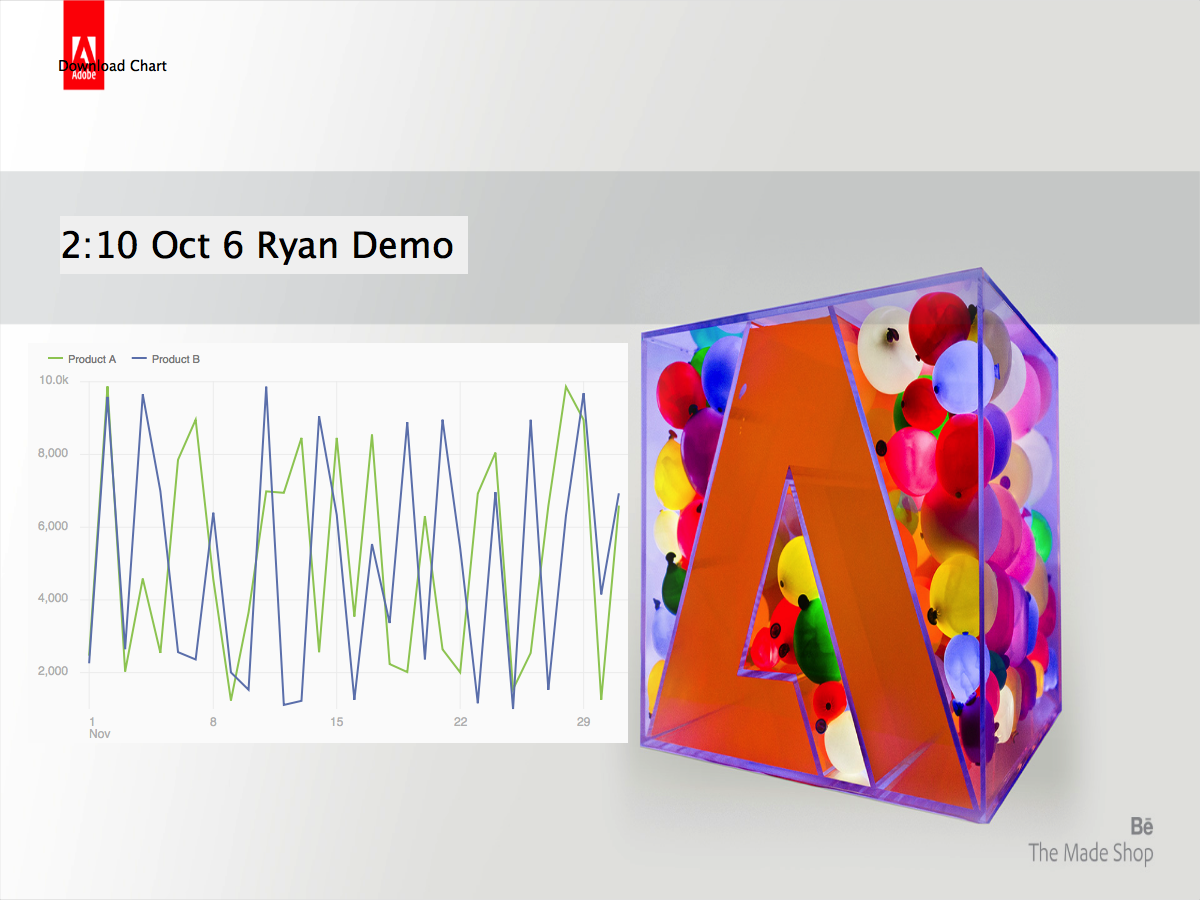 Adobe
Download Chart
2:10 Oct 6 Ryan Demo
Product A Product B
10.0k
8,000
6,000
4,000
2,000
1 8 15 22 29
Nov
A
Bē
The Made Shop